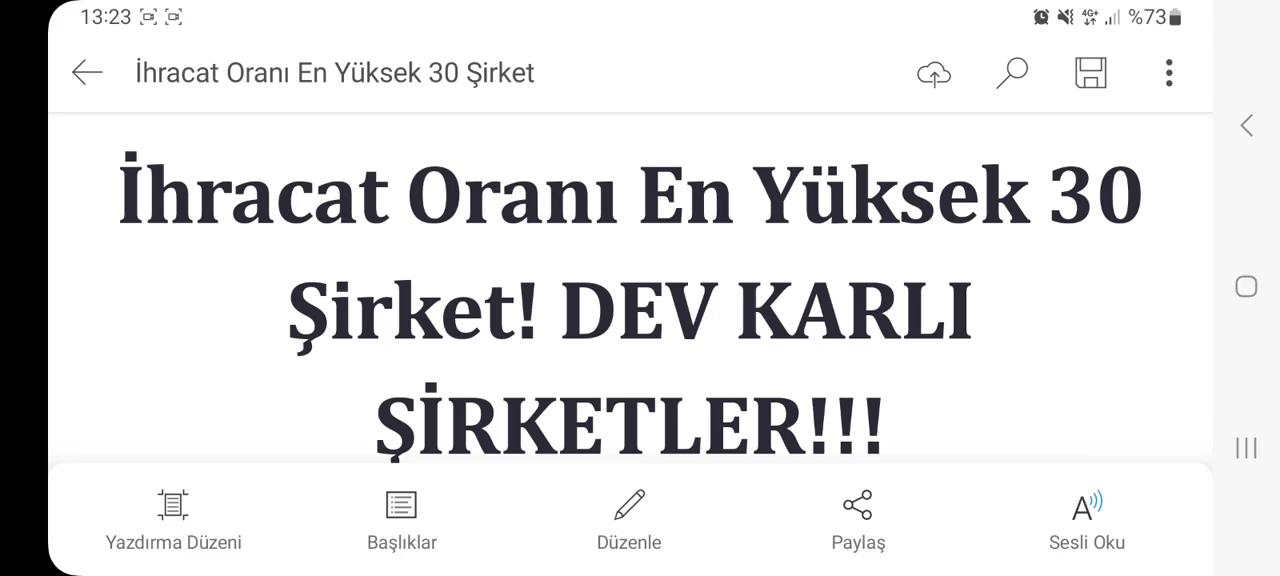 13:23 4G+ %73
İhracat Oranı En Yüksek 30 Şirket
İhracat Oranı En Yüksek 30
Şirket! DEV KARLI
ŞİRKETLER!!!
Yazdırma Düzeni Başlıklar Düzenle Paylaş Sesli Oku